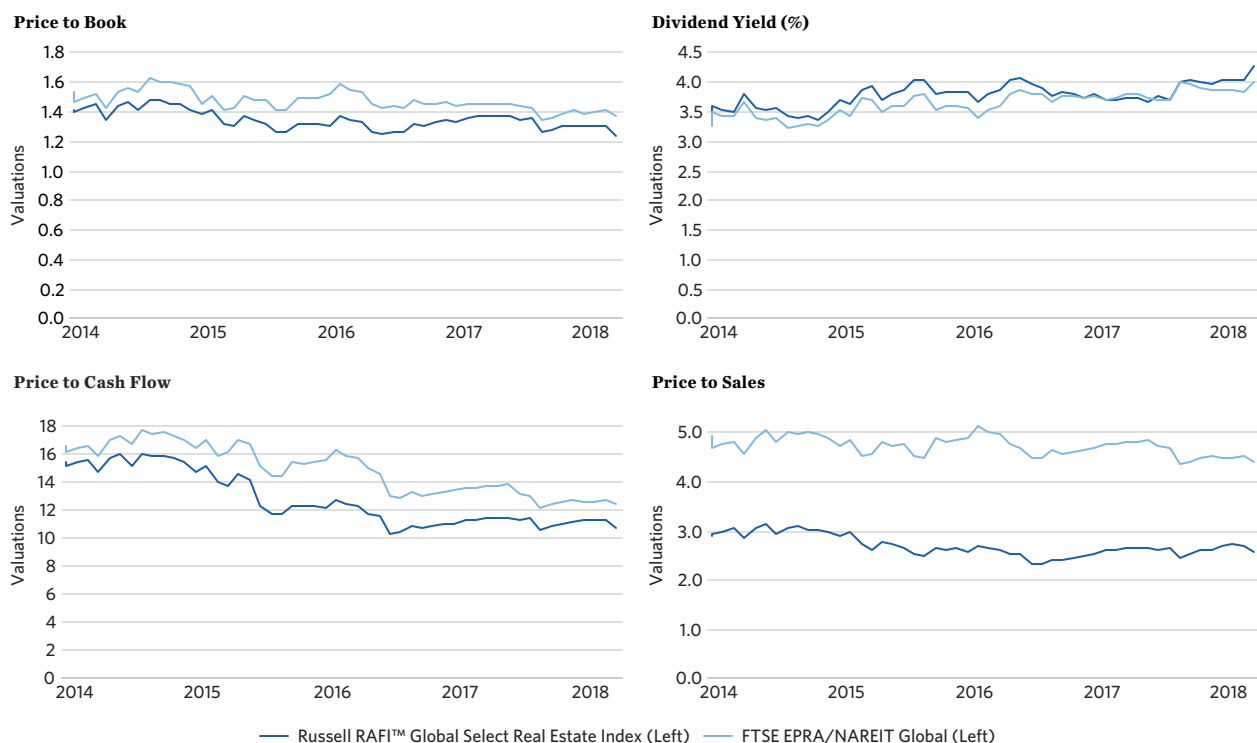 Price to Book
Valuations
1.8
1.6
1.4
1.2
1.0
0.8
0.6
0.4
0.2
0.0
2014 2015 2016 2017 2018
Dividend Yield (%)
Valuations
4.5
4.0
3.5
3.0
2.5
2.0
1.5
1.0
0.5
0.0
2014 2015 2016 2017 2018
Price to Cash Flow
Valuations
18
16
14
12
10
8
6
4
2
0
2014 2015 2016 2017 2018
Price to Sales
Valuations
5.0
4.0
3.0
2.0
1.0
0.0
2014 2015 2016 2017 2018
Russell RAFI™ Global Select Real Estate Index (Left) FTSE EPRA/NAREIT Global (Left)